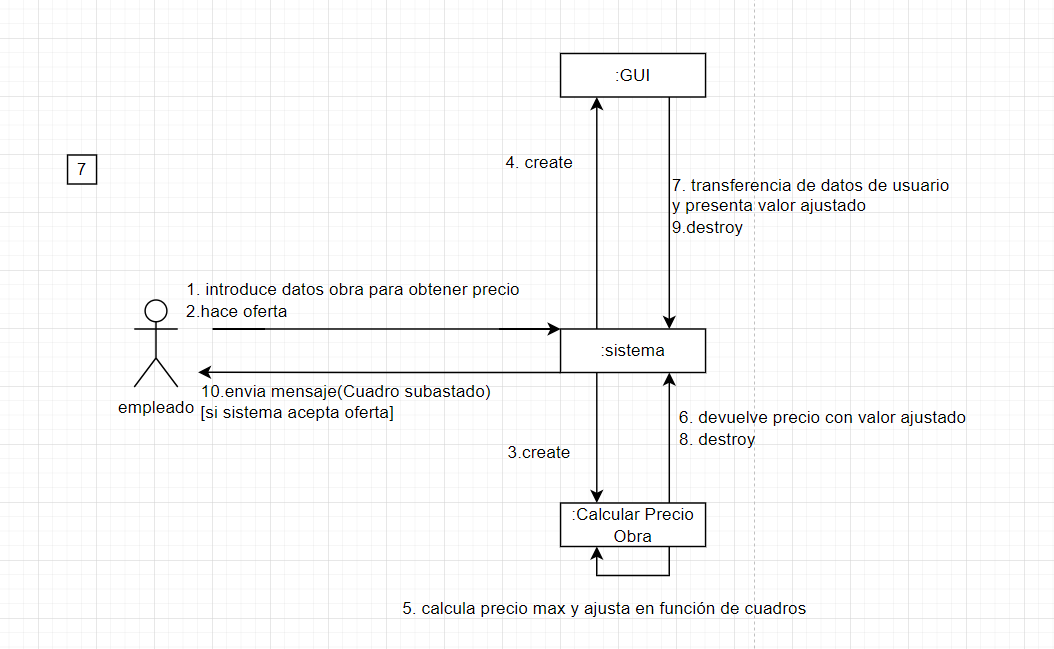 :GUI
7
4. create
7. transferencia de datos de usuario
y presenta valor ajustado
9.destroy
1. introduce datos obra para obtener precio
2.hace oferta
:sistema
empleado
10.envia mensaje(Cuadro subastado)
[si sistema acepta oferta]
6. devuelve precio con valor ajustado
8. destroy
3.create
:Calcular Precio
Obra
5. calcula precio max y ajusta en función de cuadros